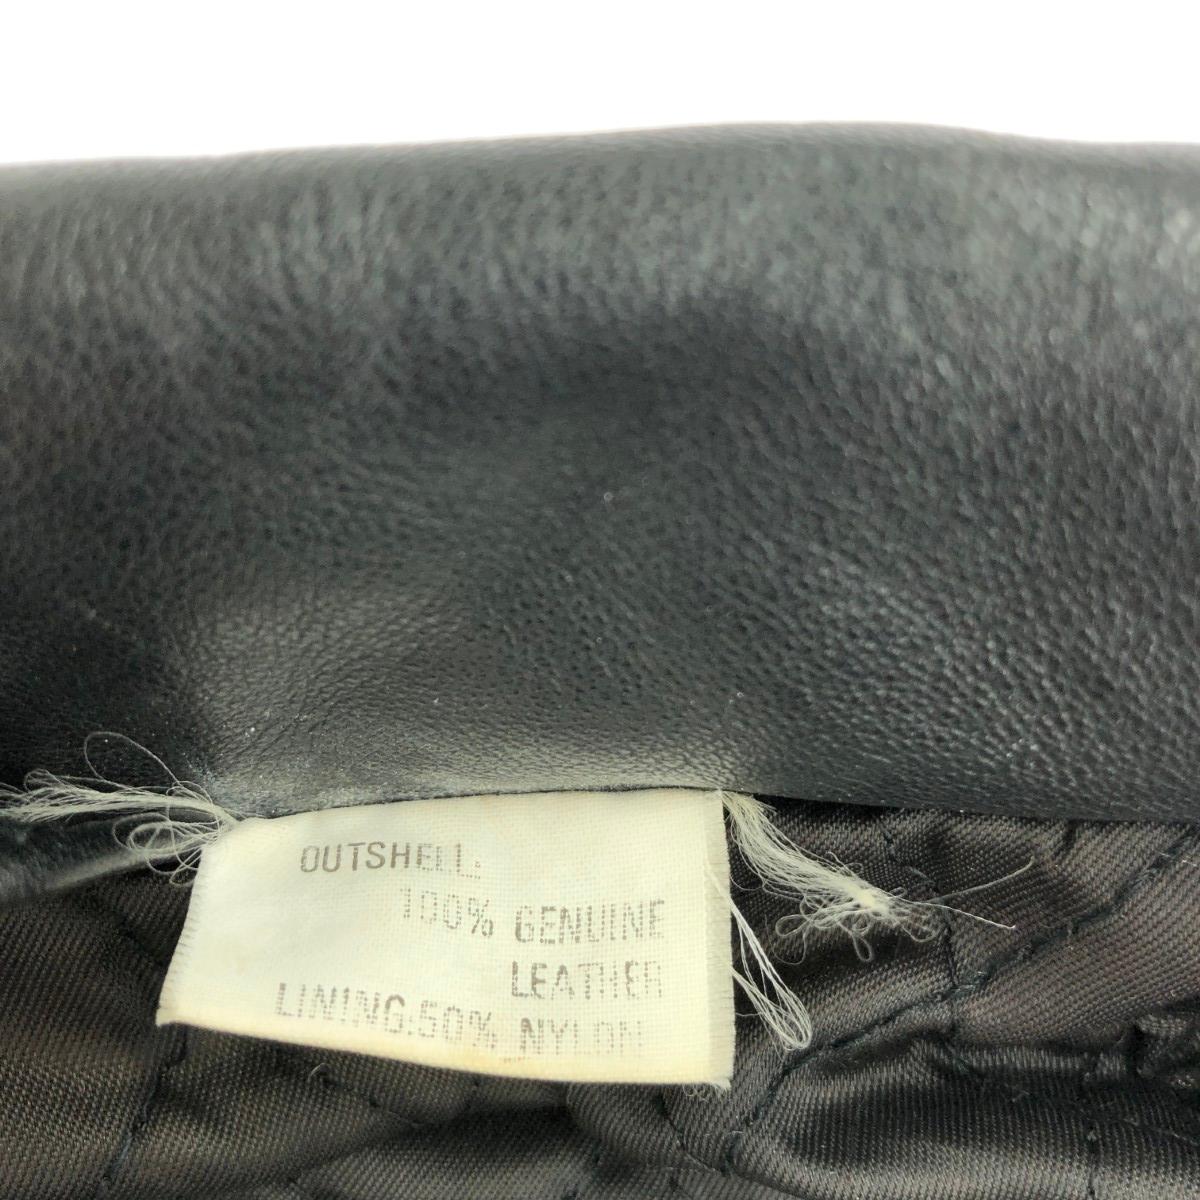 OUTSHELL:
100% GENUINE
LEATHER
LINING:50% NYLON